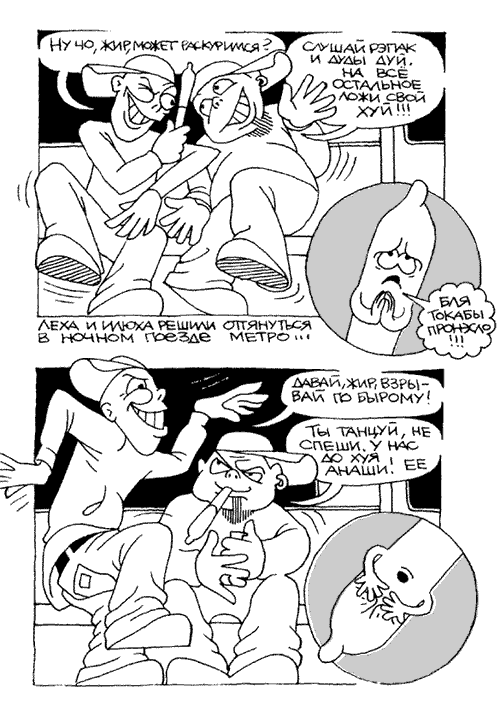 НУ ЧО, ЖИР, МОЖЕТ РАСКУРИМСЯ?
СЛУШАЙ РЭГАК
И ДУДЫ ДУЙ.
НА ВСЁ
ОСТАЛЬНОЕ
ЛОЖИ СВОЙ
ХУЙ!!!
БЛЯ
ТОКАБЫ
ПРОНЭСЛО
!!!
ЛЕХА И ИЛЮХА РЕШИЛИ ОТТЯНУТЬСЯ
В НОЧНОМ ПОЕЗДЕ МЕТРО...
ДАВАЙ, ЖИР, ВЗРЫ-
ВАЙ ПО БЫРОМУ!
ТЫ ТАНЦУЙ, НЕ
СПЕШИ. У НАС
ДО ХУЯ
АНАШИ! ЕЕ